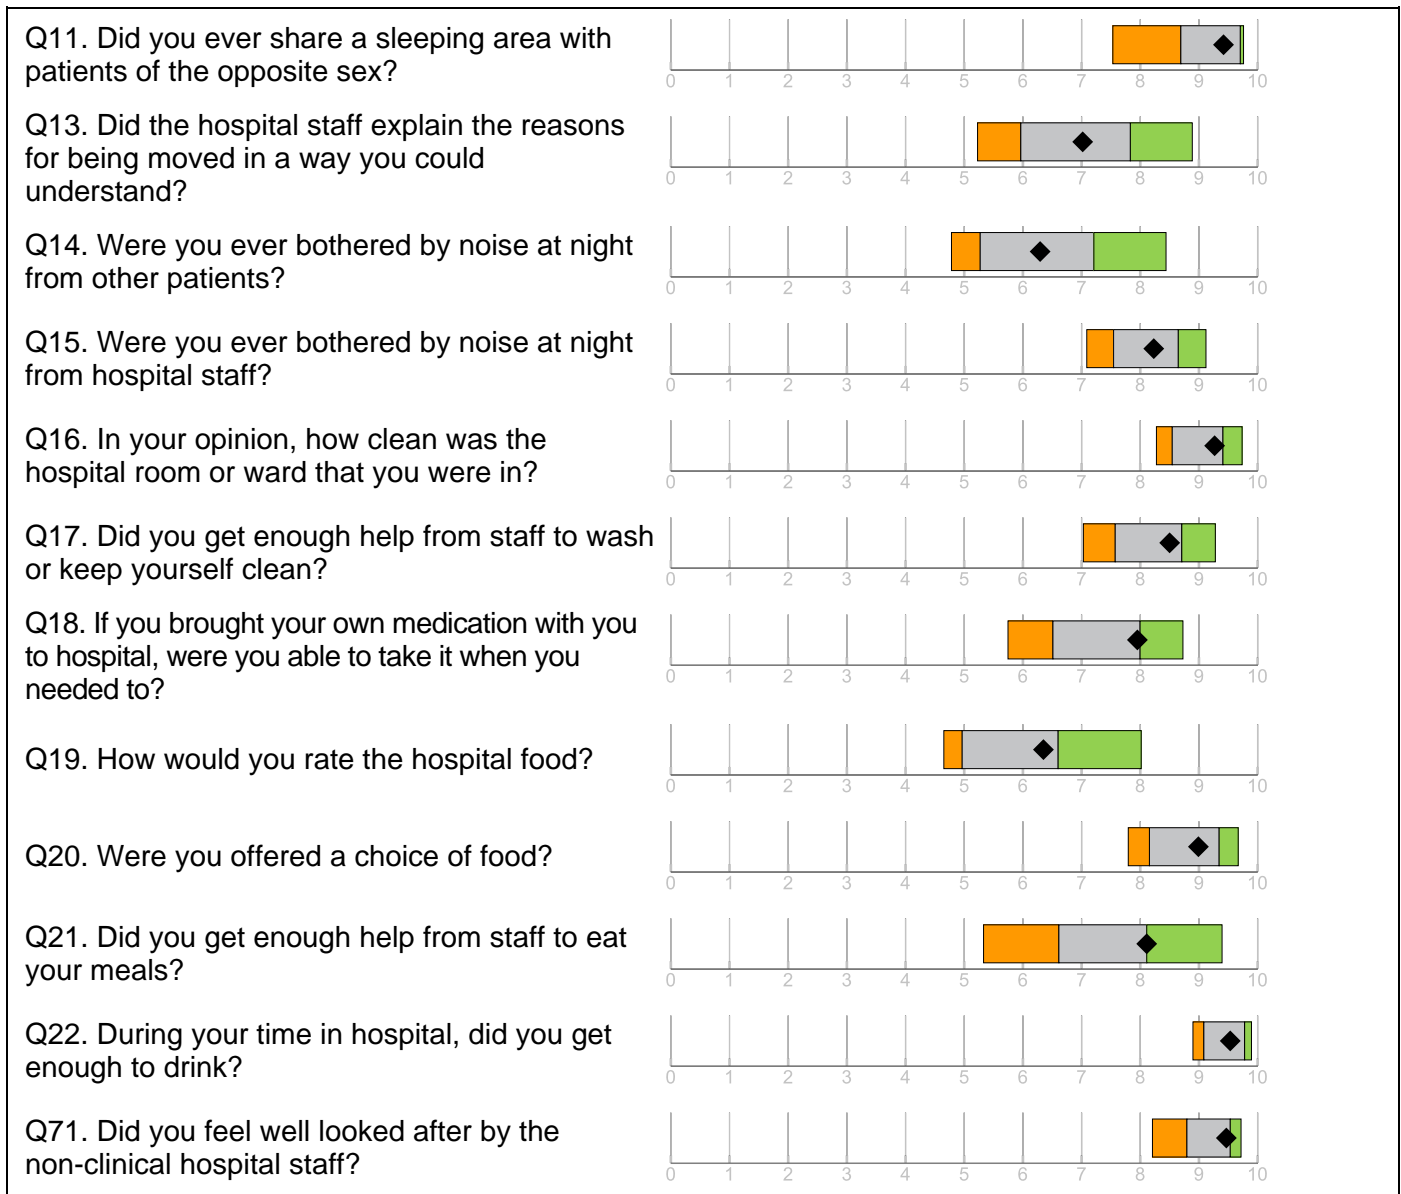 Q11. Did you ever share a sleeping area with
patients of the opposite sex?
0 1 2 3 4 5 6 7 8 9 10
Q13. Did the hospital staff explain the reasons
for being moved in a way you could
understand?
0 1 2 3 4 5 6 7 8 9 10
Q14. Were you ever bothered by noise at night
from other patients?
0 1 2 3 4 5 6 7 8 9 10
Q15. Were you ever bothered by noise at night
from hospital staff?
0 1 2 3 4 5 6 7 8 9 10
Q16. In your opinion, how clean was the
hospital room or ward that you were in?
0 1 2 3 4 5 6 7 8 9 10
Q17. Did you get enough help from staff to wash
or keep yourself clean?
0 1 2 3 4 5 6 7 8 9 10
Q18. If you brought your own medication with you
to hospital, were you able to take it when you
needed to?
0 1 2 3 4 5 6 7 8 9 10
Q19. How would you rate the hospital food?
0 1 2 3 4 5 6 7 8 9 10
Q20. Were you offered a choice of food?
0 1 2 3 4 5 6 7 8 9 10
Q21. Did you get enough help from staff to eat
your meals?
0 1 2 3 4 5 6 7 8 9 10
Q22. During your time in hospital, did you get
enough to drink?
0 1 2 3 4 5 6 7 8 9 10
Q71. Did you feel well looked after by the
non-clinical hospital staff?
0 1 2 3 4 5 6 7 8 9 10